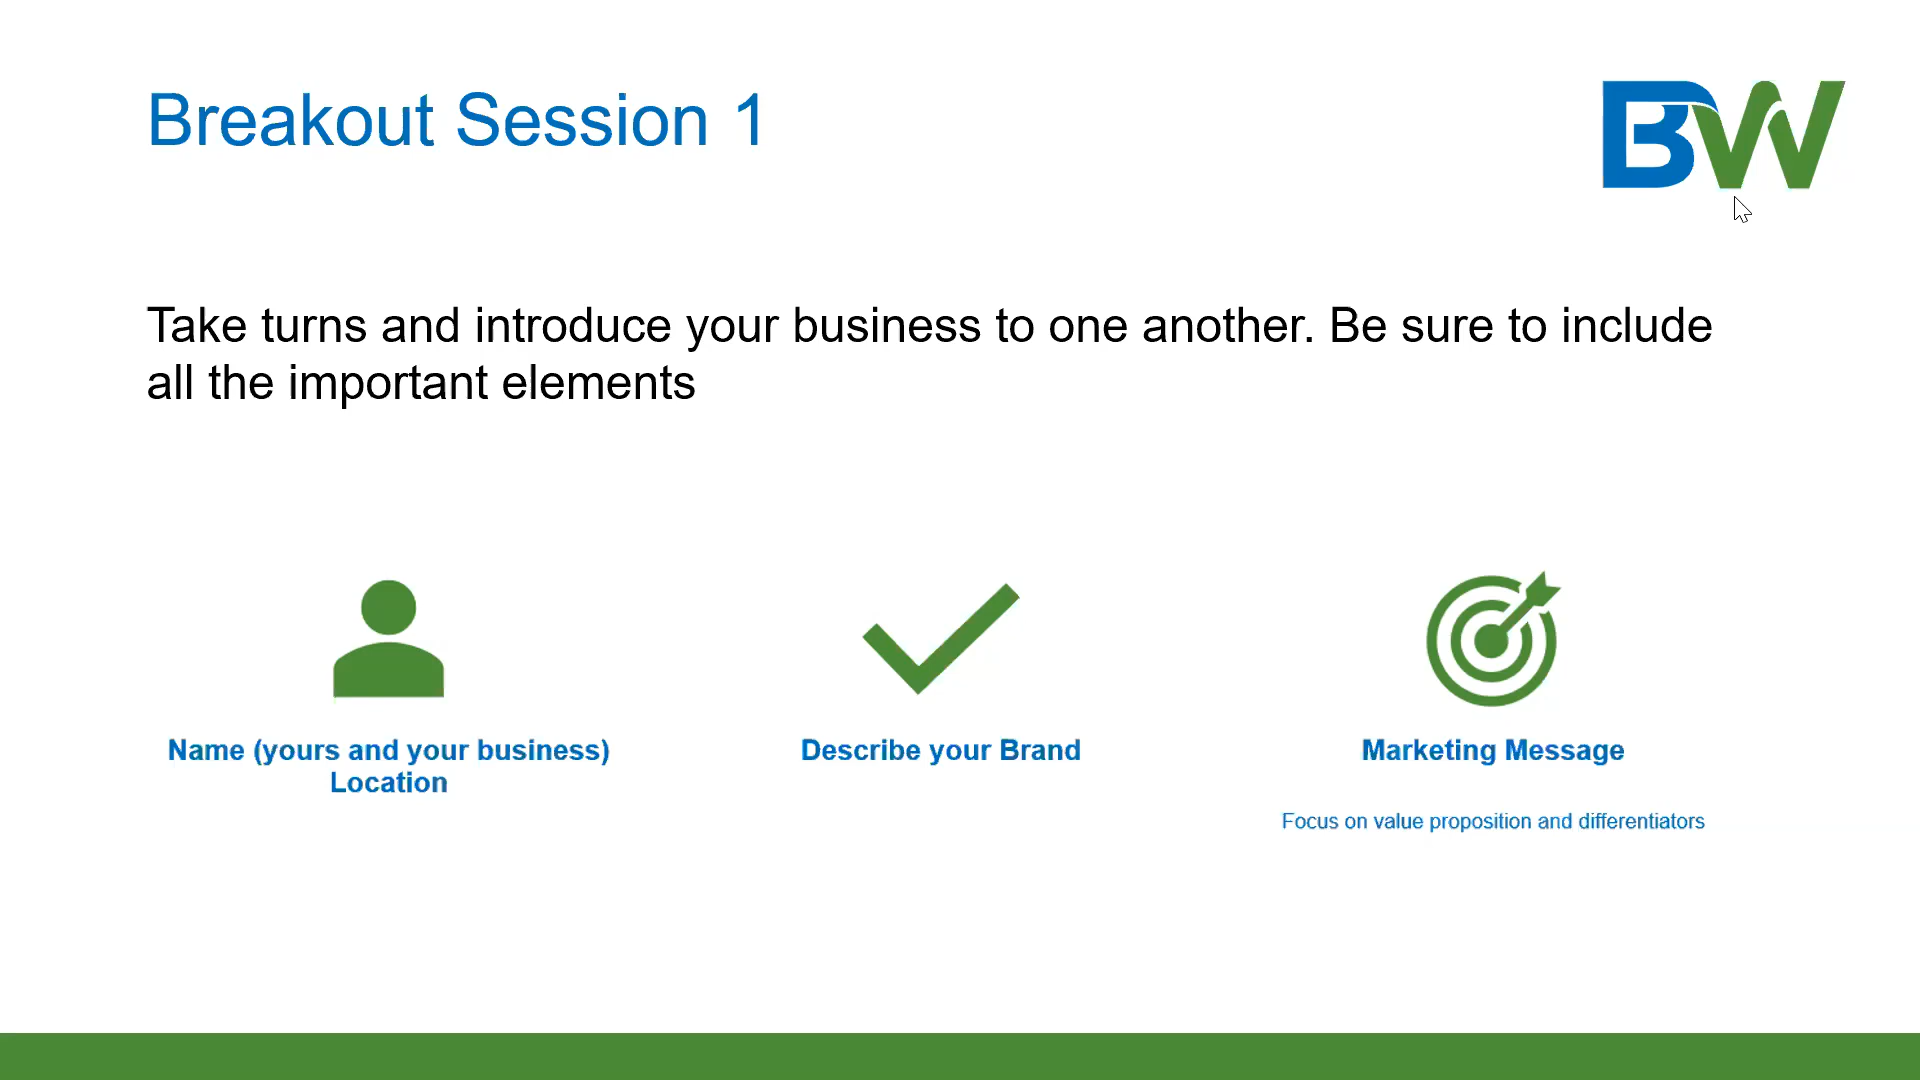 Breakout Session 1
BW
Take turns and introduce your business to one another. Be sure to include
all the important elements
Name (yours and your business)
Location
Describe your Brand
Marketing Message
Focus on value proposition and differentiators